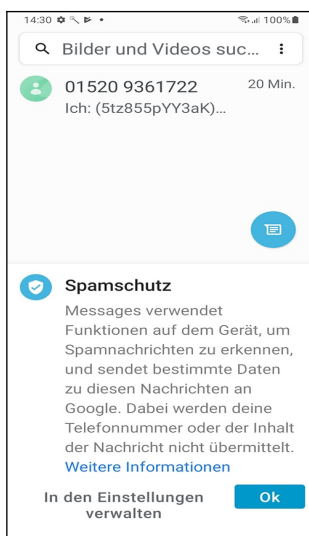 14:30 100%
Bilder und Videos suc...
01520 9361722 20 Min.
Ich: (5tz855pYY3aK)...
Spamschutz
Messages verwendet
Funktionen auf dem Gerät, um
Spamnachrichten zu erkennen,
und sendet bestimmte Daten
zu diesen Nachrichten an
Google. Dabei werden deine
Telefonnummer oder der Inhalt
der Nachricht nicht übermittelt.
Weitere Informationen
In den Einstellungen Ok
verwalten